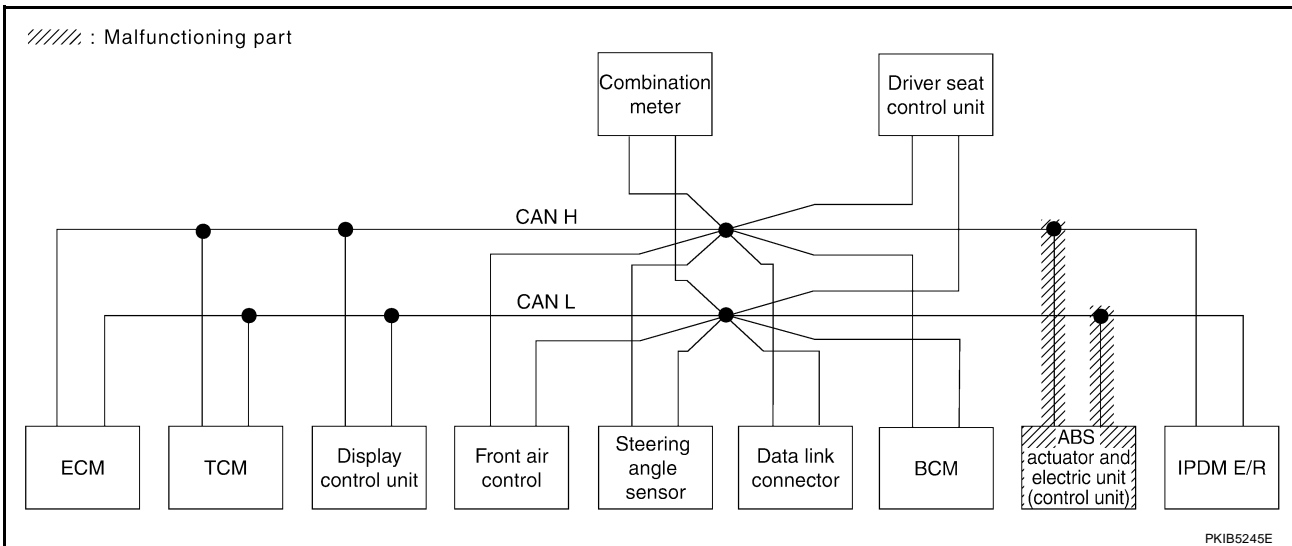 : Malfunctioning part
Combination
meter
Driver seat
control unit
CAN H
CAN L
ECM
TCM
Display
control unit
Front air
control
Steering
angle
sensor
Data link
connector
BCM
ABS
actuator and
electric unit
(control unit)
IPDM E/R
PKIB5245E